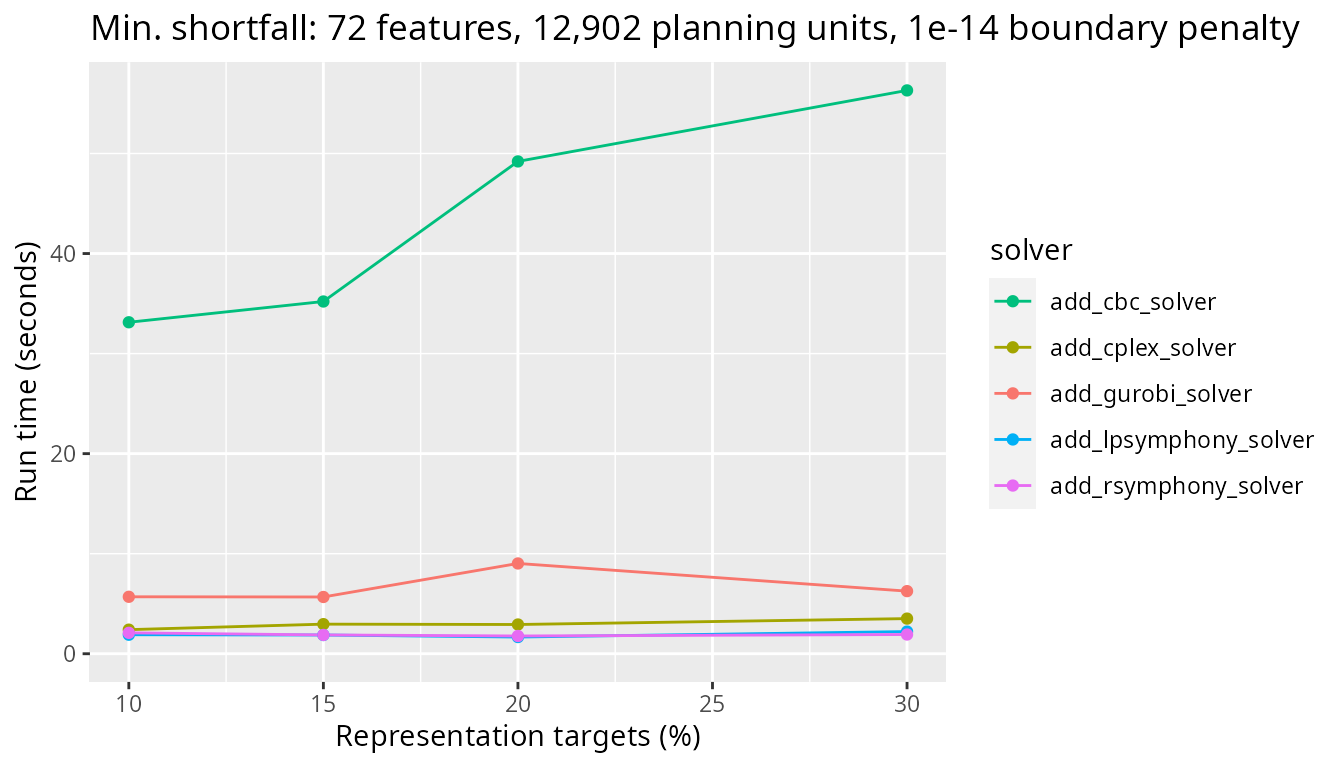 Min. shortfall: 72 features, 12,902 planning units, 1e-14 boundary penalty
Run time (seconds)
40
20
0
10 15 20 25 30
Representation targets (%)
solver
add_cbc_solver
add_cplex_solver
add_gurobi_solver
add_lpsymphony_solver
add_rsymphony_solver